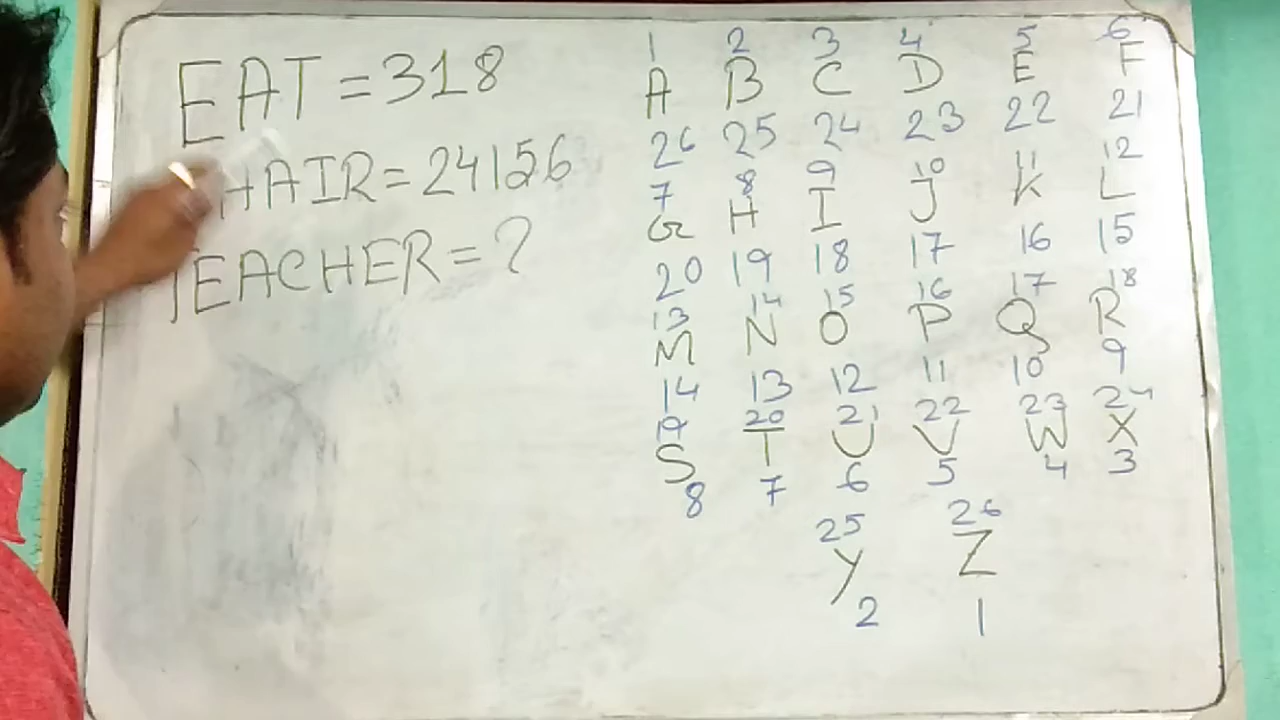 EAT = 318
HAIR = 24156
TEACHER = ?
1 2 3 4 5 6
A B C D E F
26 25 24 23 22 21
7 8 9 10 11 12
G H I J K L
20 19 18 17 16 15
13 14 15 16 17 18
M N O P Q R
14 13 12 11 10 9
19 20 21 22 23 24
S T U V W X
8 7 6 5 4 3
25 26
Y Z
2 1